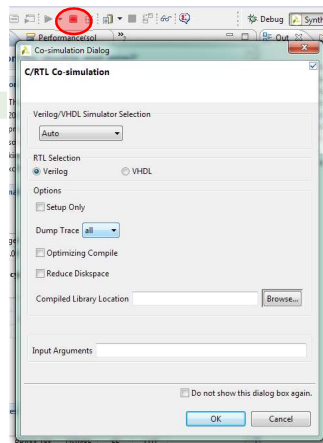 Debug
Synth
Performance(sol
Out
Co-simulation Dialog
C/RTL Co-simulation
Verilog/VHDL Simulator Selection
Auto
RTL Selection
Verilog VHDL
Options
Setup Only
Dump Trace all
Optimizing Compile
Reduce Diskspace
Compiled Library Location Browse...
Input Arguments
Do not show this dialog box again.
OK Cancel